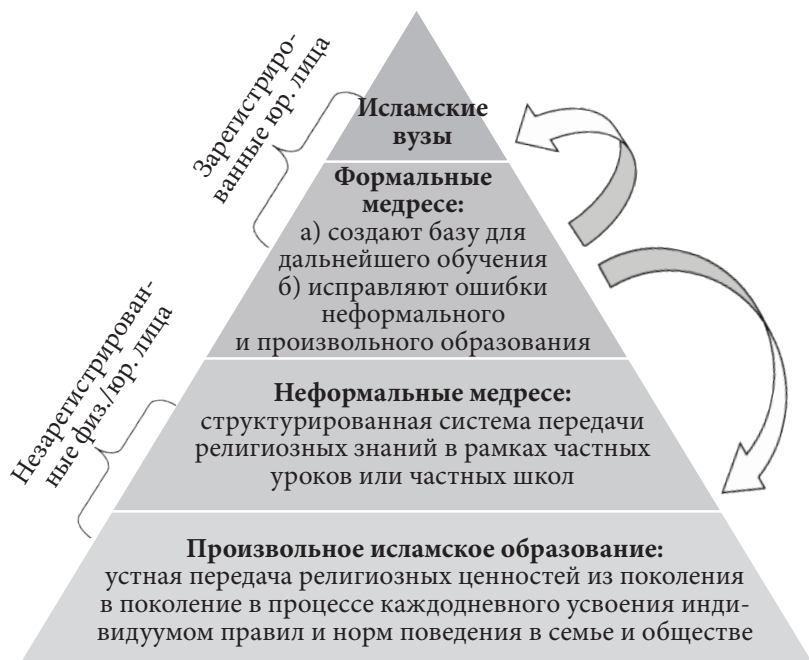 Зарегистриро-
ванные юр. лица
Исламские
вузы
Формальные
медресе:
а) создают базу для
дальнейшего обучения
б) исправляют ошибки
неформального
и произвольного образования
Незарегистрирован-
ные физ./юр. лица
Неформальные медресе:
структурированная система передачи
религиозных знаний в рамках частных
уроков или частных школ
Произвольное исламское образование:
устная передача религиозных ценностей из поколения
в поколение в процессе каждодневного усвоения инди-
видуумом правил и норм поведения в семье и обществе